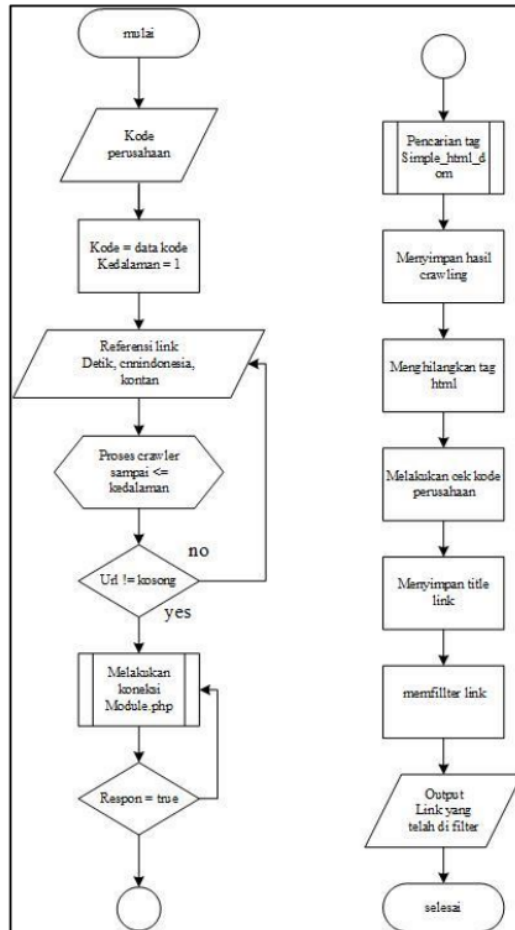 mulai
Kode
perusahaan
Kode = data kode
Kedalaman = 1
Referensi link
Detik, cnnindonesia,
kontan
Proses crawler
sampai <=
kedalaman
no
Url != kosong
yes
Melakukan
koneksi
Module.php
Respon = true
Pencarian tag
Simple_html_d
om
Menyimpan hasil
crawling
Menghilangkan tag
html
Melakukan cek kode
perusahaan
Menyimpan title
link
memfillter link
Output
Link yang
telah di filter
selesai